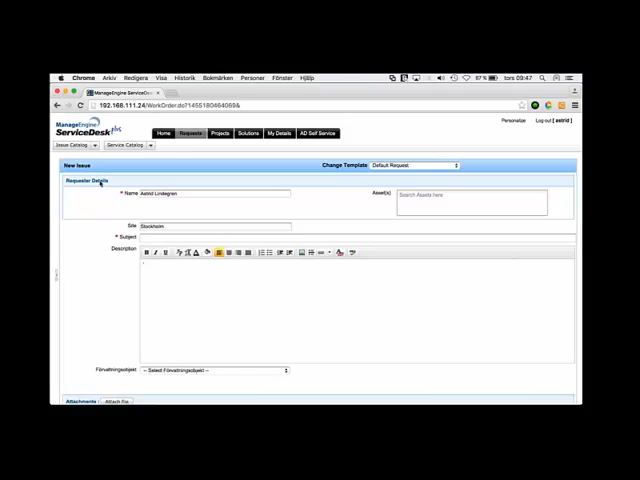 Chrome Arkiv Redigera Visa Historik Bokmärken Personer Fönster Hjälp 87 % tors 09:47
ManageEngine ServiceDes
192.168.111.24/WorkOrder.do?1455180464069&
Personalize Log out [ astrid ]
ManageEngine
ServiceDesk plus
Home Requests Projects Solutions My Details AD Self Service
Issue Catalog Service Catalog
New Issue Change Template Default Request
Requester Details
* Name Astrid Lindegren Asset(s) Search Assets here
Site Stockholm
* Subject
Description
B I U
Förvaltningsobjekt -- Select Förvaltningsobjekt --
Attachments Attach File